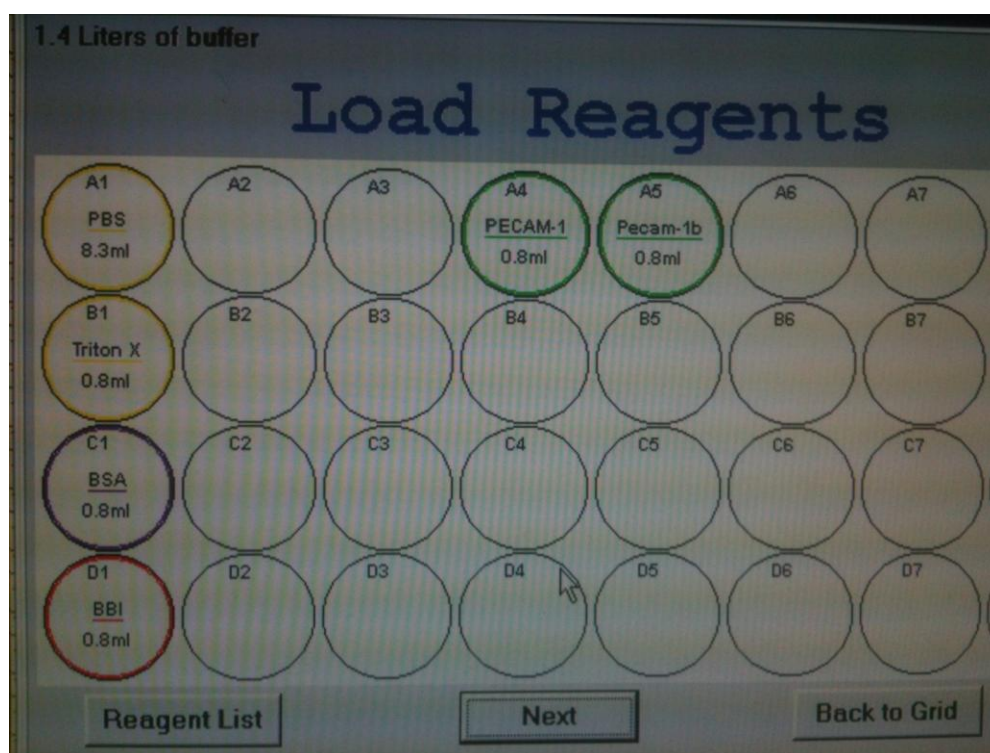 1.4 Liters of buffer
Load Reagents
A1 A2 A3 A4 A5 A6 A7
PBS PECAM-1 Pecam-1b
8.3ml 0.8ml 0.8ml
B1 B2 B3 B4 B5 B6 B7
Triton X
0.8ml
C1 C2 C3 C4 C5 C6 C7
BSA
0.8ml
D1 D2 D3 D4 D5 D6 D7
BBI
0.8ml
Reagent List Next Back to Grid